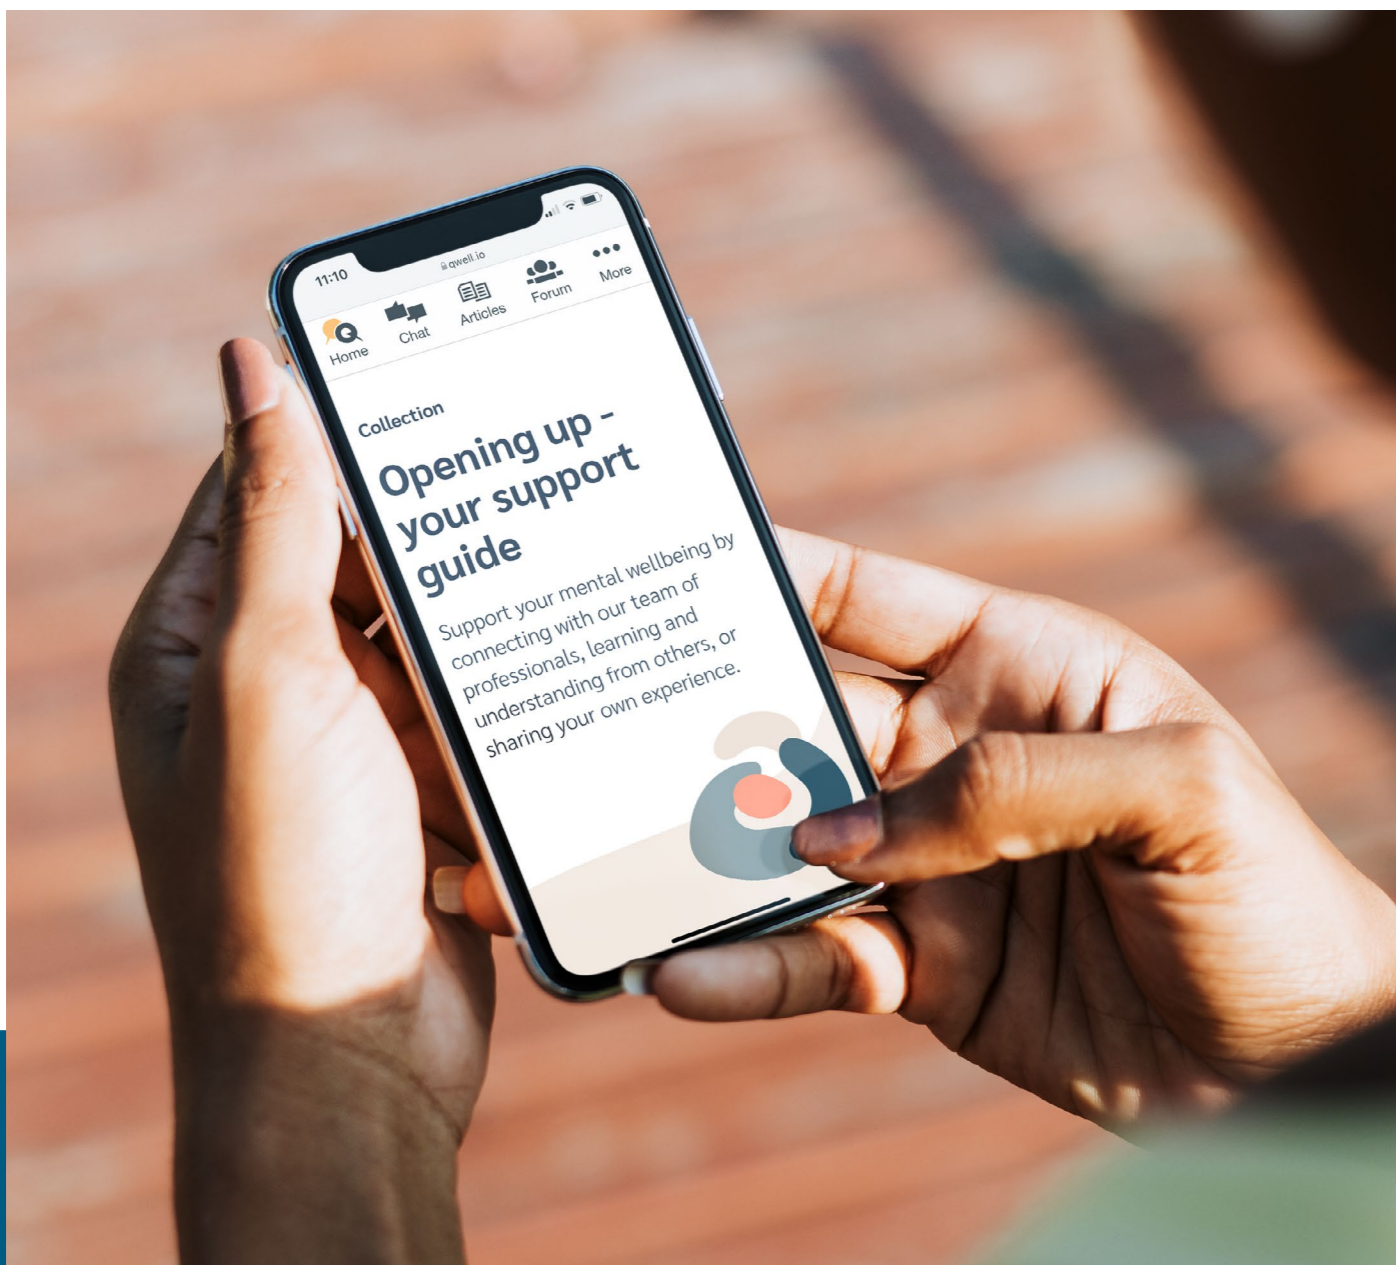 11:10
qwell.io
Home
Chat
Articles
Forum
More
Collection
Opening up -
your support
guide
Support your mental wellbeing by
connecting with our team of
professionals, learning and
understanding from others, or
sharing your own experience.